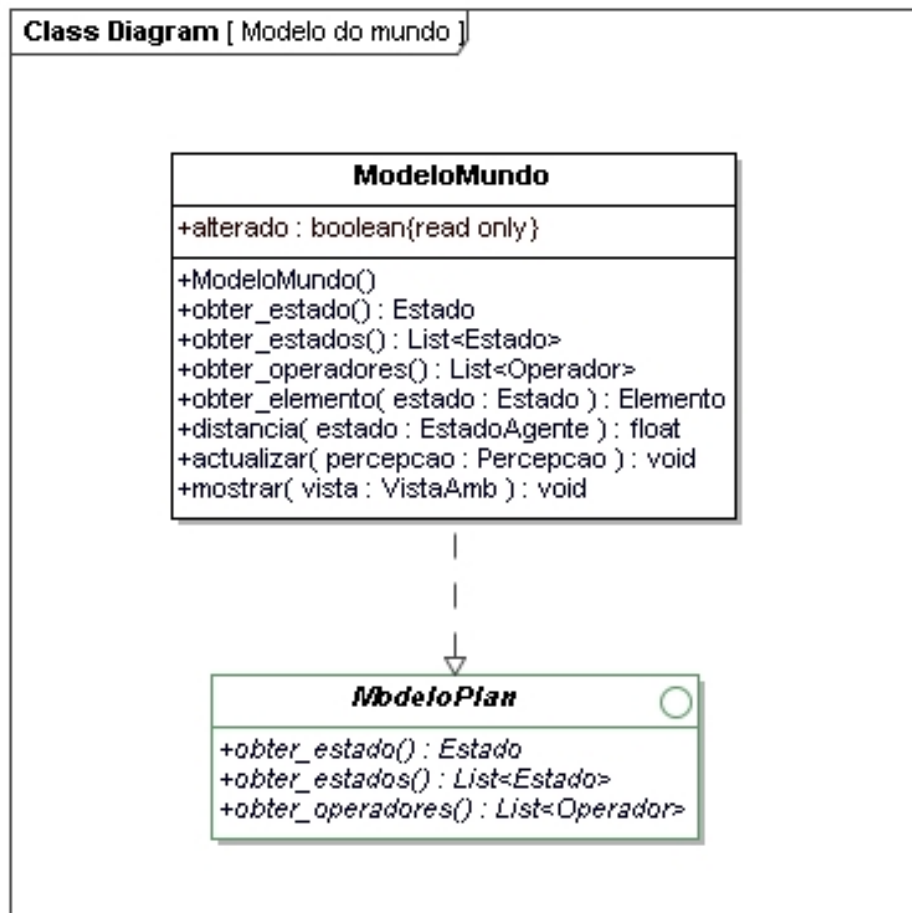 Class Diagram [ Modelo do mundo ]
ModeloMundo
+alterado : boolean{read only}
+ModeloMundo()
+obter_estado() : Estado
+obter_estados() : List<Estado>
+obter_operadores() : List<Operador>
+obter_elemento( estado : Estado ) : Elemento
+distancia( estado : EstadoAgente ) : float
+actualizar( percepcao : Percepcao ) : void
+mostrar( vista : VistaAmb ) : void
ModeloPlan
+obter_estado() : Estado
+obter_estados() : List<Estado>
+obter_operadores() : List<Operador>